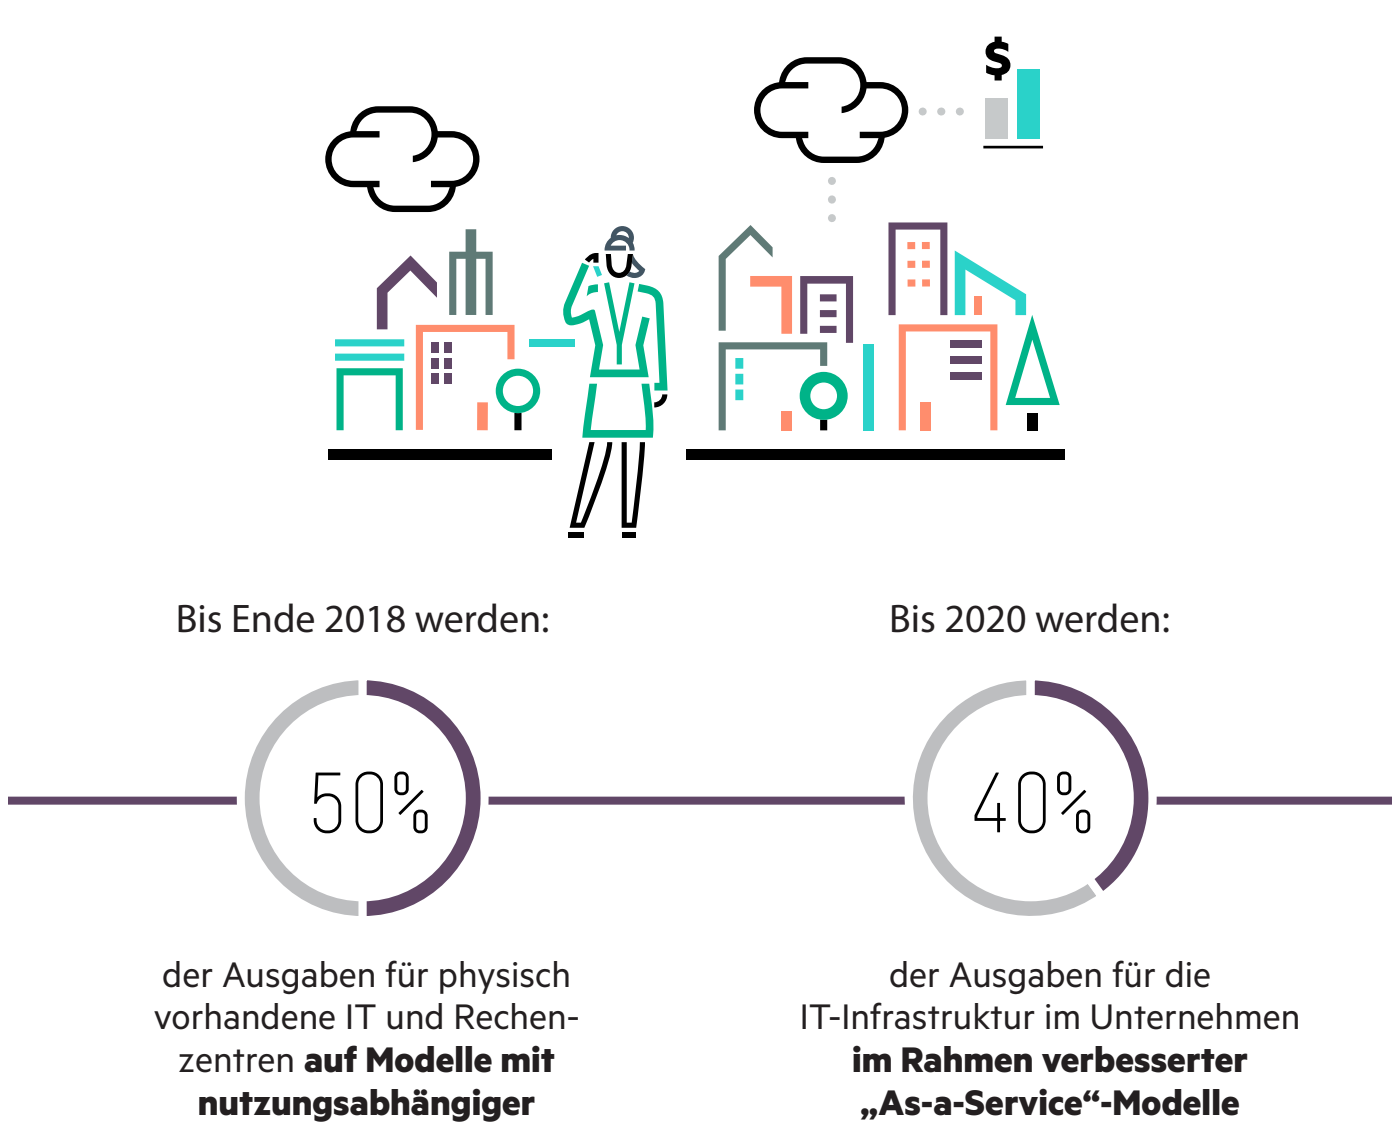 $
Bis Ende 2018 werden:
50%
der Ausgaben für physisch
vorhandene IT und Rechen-
zentren auf Modelle mit
nutzungsabhängiger
Bis 2020 werden:
40%
der Ausgaben für die
IT-Infrastruktur im Unternehmen
im Rahmen verbesserter
„As-a-Service“-Modelle